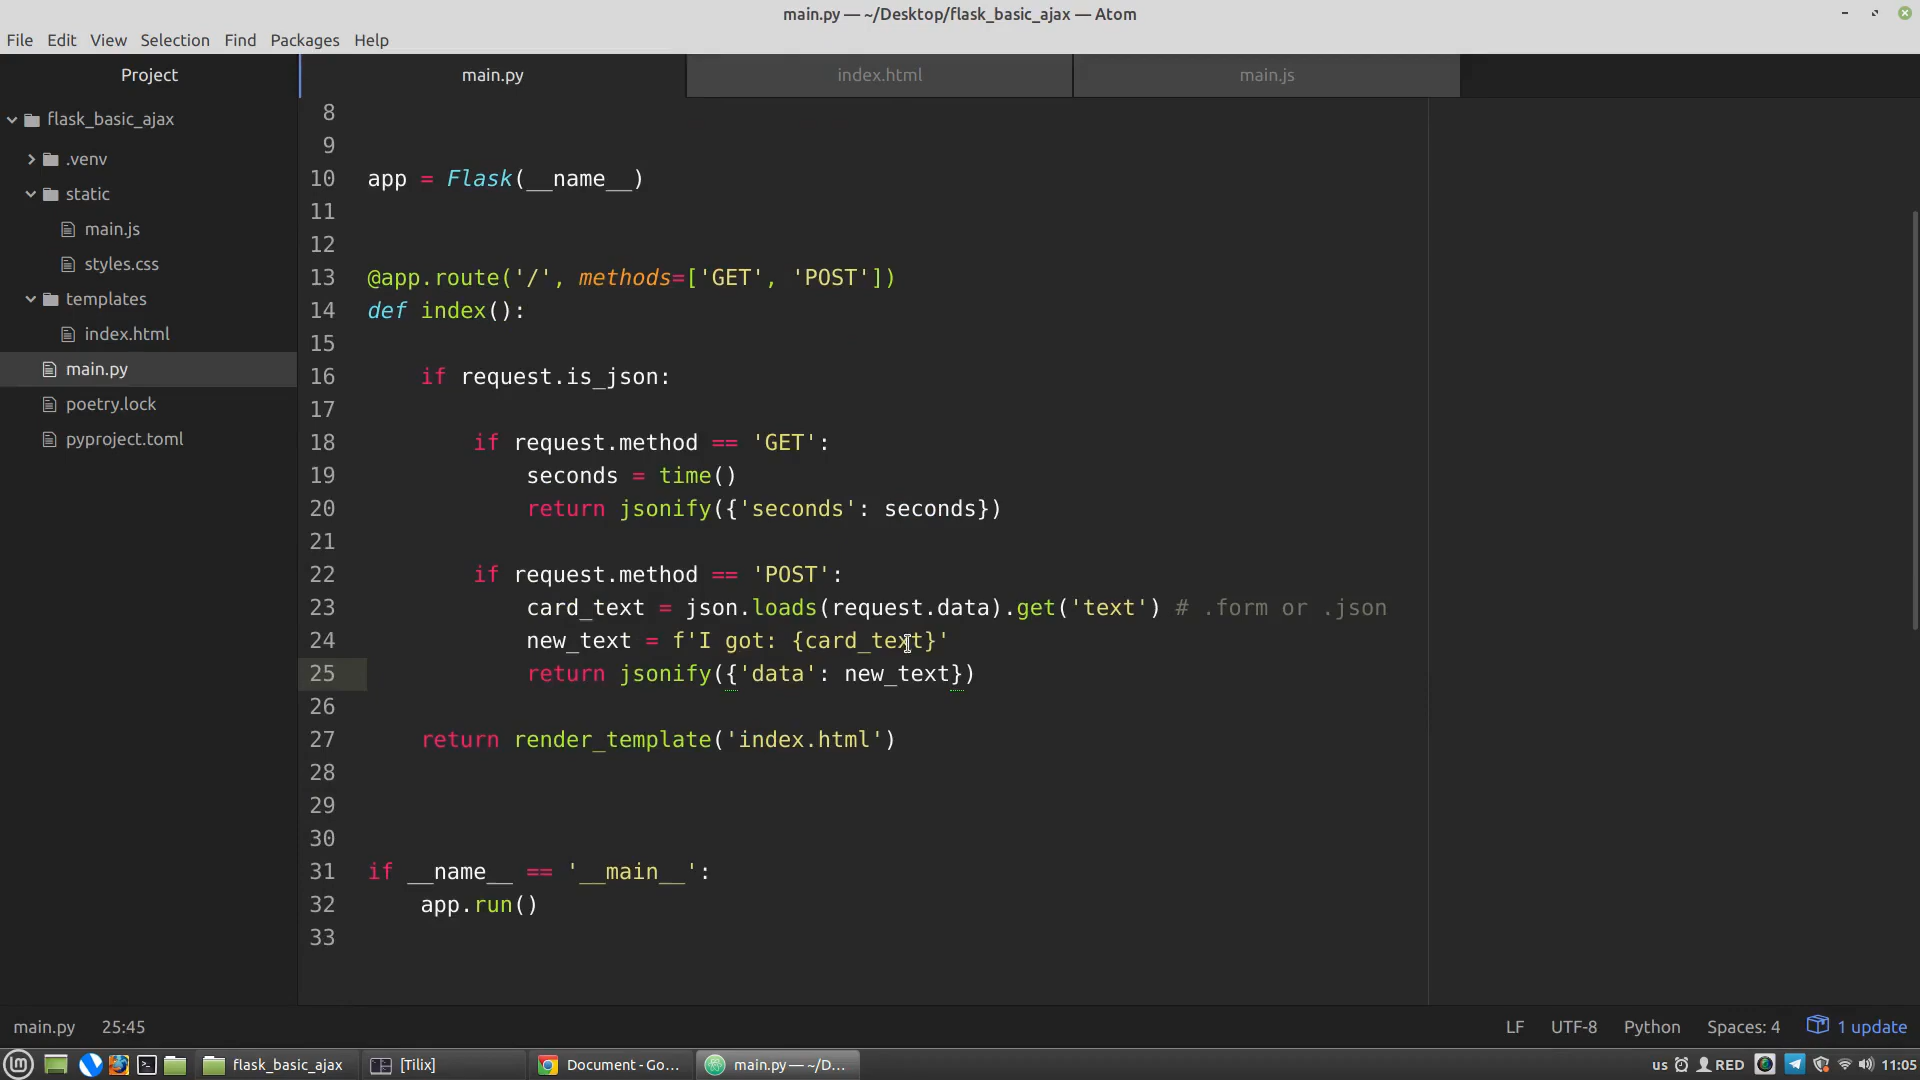 main.py — ~/Desktop/flask_basic_ajax — Atom
File Edit View Selection Find Packages Help
Project
flask_basic_ajax
.venv
static
main.js
styles.css
templates
index.html
main.py
poetry.lock
pyproject.toml
main.py index.html main.js
8
9
10 app = Flask(__name__)
11
12
13 @app.route('/', methods=['GET', 'POST'])
14 def index():
15
16     if request.is_json:
17
18         if request.method == 'GET':
19             seconds = time()
20             return jsonify({'seconds': seconds})
21
22         if request.method == 'POST':
23             card_text = json.loads(request.data).get('text') # .form or .json
24             new_text = f'I got: {card_text}'
25             return jsonify({'data': new_text})
26
27     return render_template('index.html')
28
29
30
31 if __name__ == '__main__':
32     app.run()
33
main.py 25:45 LF UTF-8 Python Spaces: 4 1 update
flask_basic_ajax [Tilix] Document - Go... main.py — ~/D... us RED 11:05